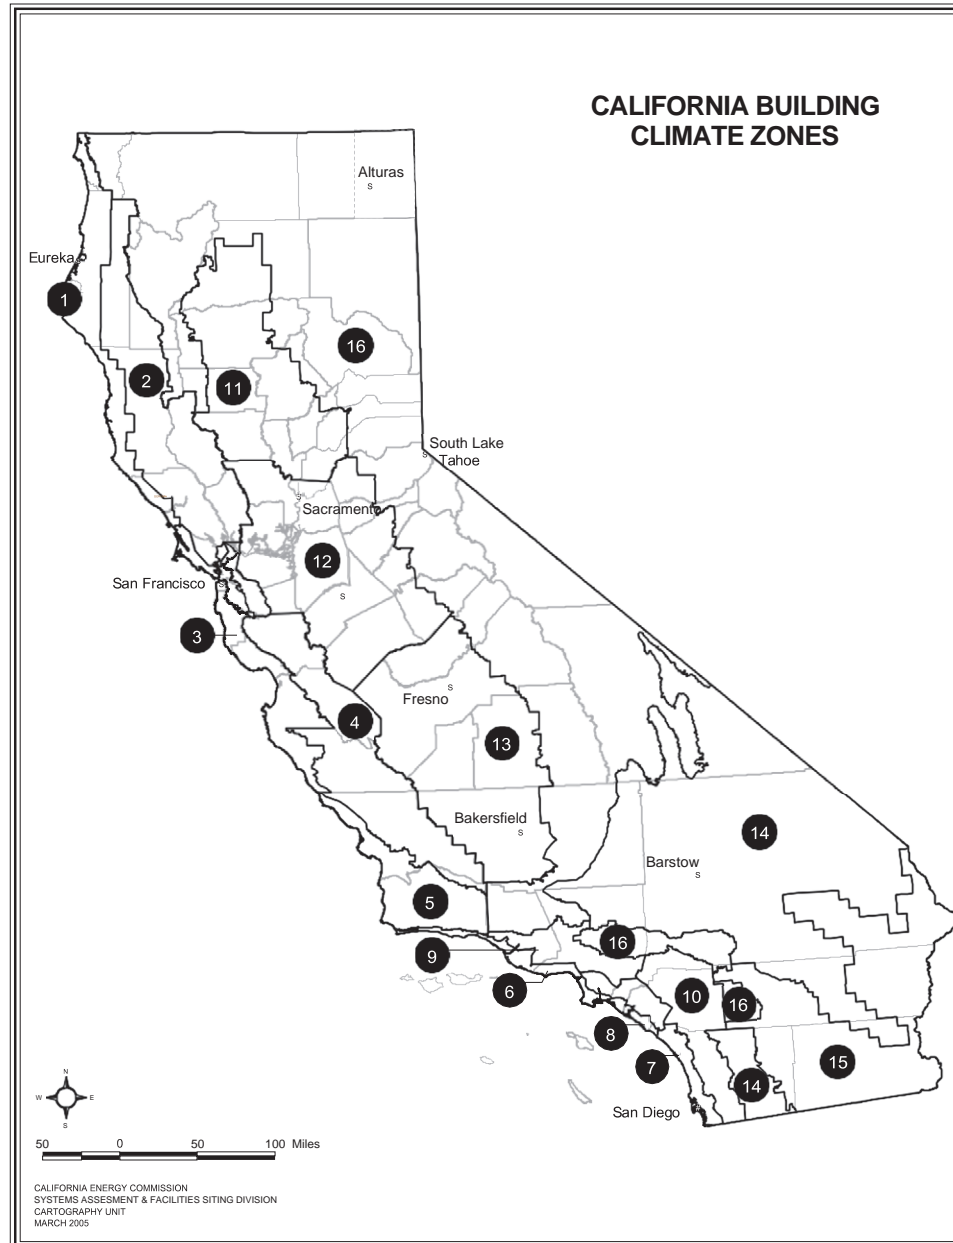 CALIFORNIA BUILDING
CLIMATE ZONES
Alturas
S
Eureka
1
16
2
11
South Lake
S
Tahoe
S
Sacramento
12
San Francisco
S
S
3
Fresno
S
4
13
Bakersfield
S
14
Barstow
S
5
16
9
6
10
16
8
7
15
14
San Diego
N
W
E
S
50
0
50
100 Miles
CALIFORNIA ENERGY COMMISSION
SYSTEMS ASSESMENT & FACILITIES SITING DIVISION
CARTOGRAPHY UNIT
MARCH 2005